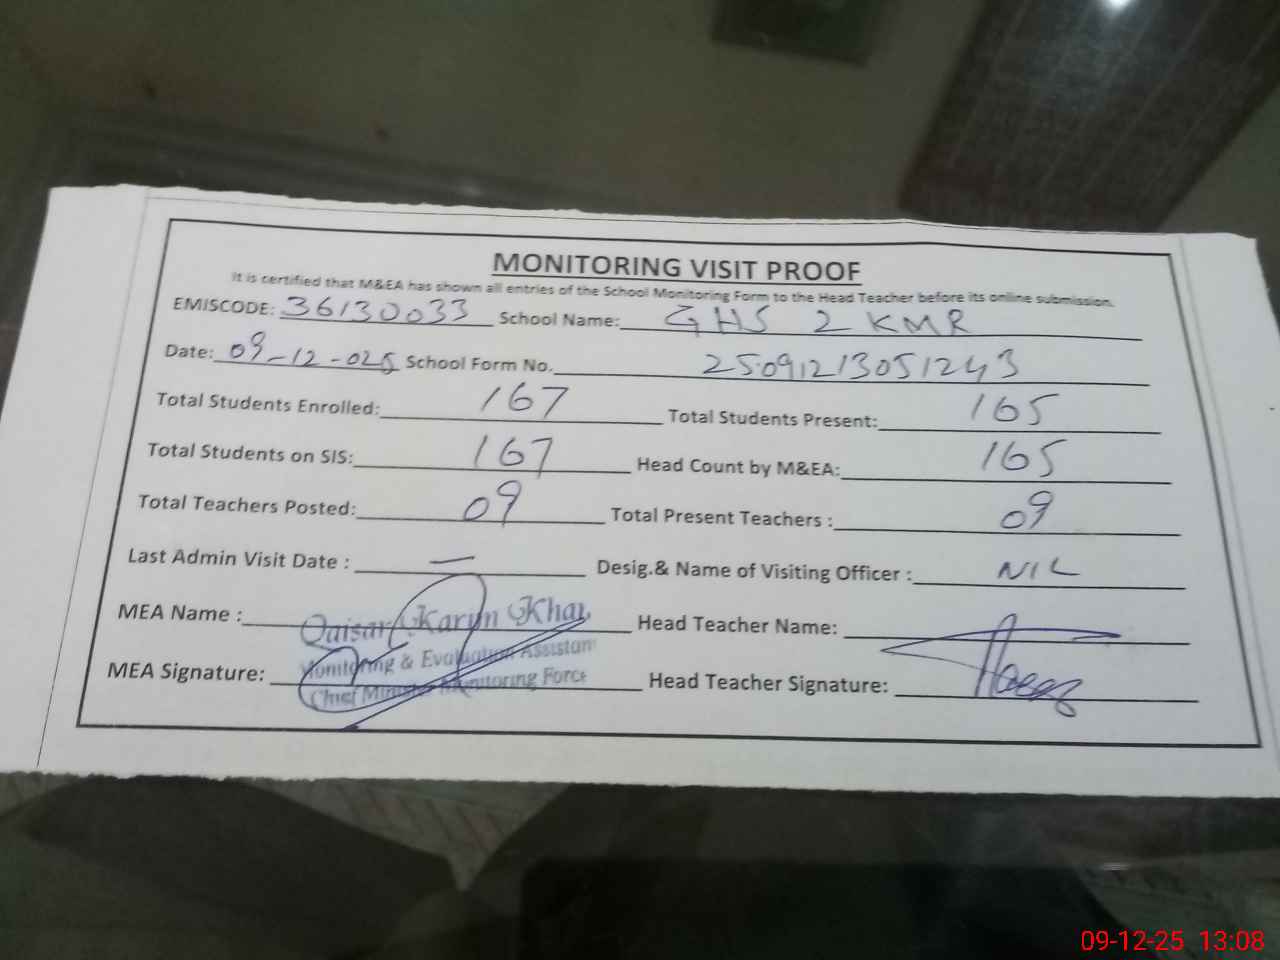 MONITORING VISIT PROOF
It is certified that M&EA has shown all entries of the School Monitoring Form to the Head Teacher before its online submission.
EMISCODE: 36130033 School Name: GHS 2 KMR
Date: 09-12-025 School Form No. 25091213051243
Total Students Enrolled: 167 Total Students Present: 165
Total Students on SIS: 167 Head Count by M&EA: 165
Total Teachers Posted: 09 Total Present Teachers : 09
Last Admin Visit Date : — Desig.& Name of Visiting Officer : NIL
MEA Name : Qaisar Karim Khan Head Teacher Name:
Monitoring & Evaluation Assistant
MEA Signature: Head Teacher Signature:
Chief Minister Monitoring Force
09-12-25 13:08